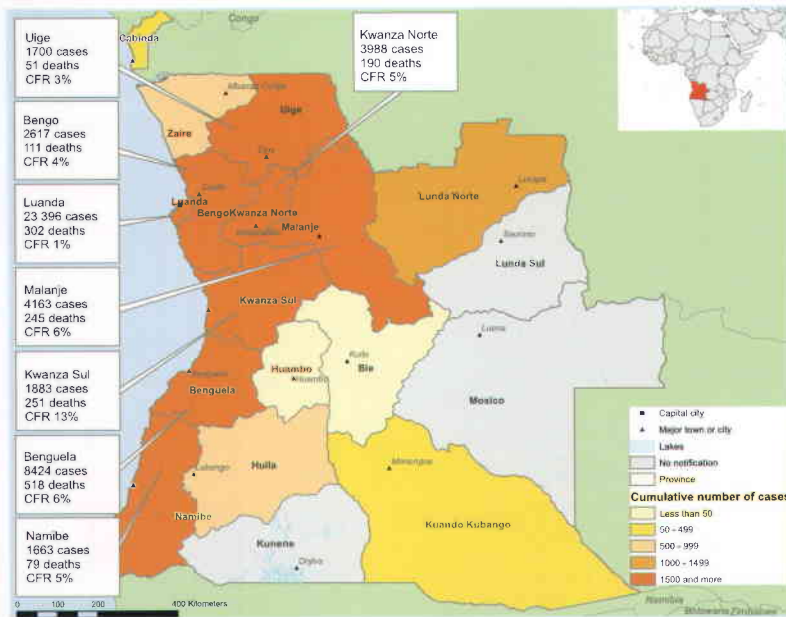 Uige
1700 cases
51 deaths
CFR 3%
Bengo
2617 cases
111 deaths
CFR 4%
Luanda
23 396 cases
302 deaths
CFR 1%
Malanje
4163 cases
245 deaths
CFR 6%
Kwanza Sul
1883 cases
251 deaths
CFR 13%
Benguela
8424 cases
518 deaths
CFR 6%
Namibe
1663 cases
79 deaths
CFR 5%
Kwanza Norte
3988 cases
190 deaths
CFR 5%
Congo
Cabinda
Uige
Zaire
Luanda
Bengo
Kwanza Norte
Malanje
Lunda Norte
Lucapa
Saurimo
Lunda Sul
Kwanza Sul
Luena
Kuito
Huambo
Bie
Huambo
Benguela
Moxico
Lubango
Huila
Menongue
Namibe
Kuando Kubango
Kunene
Namibia
Botswana
Zimbabwe
Capital city
Major town or city
Lakes
No notification
Province
Cumulative number of cases
Less than 50
50 - 499
500 - 999
1000 - 1499
1500 and more
0 100 200 400 Kilometers